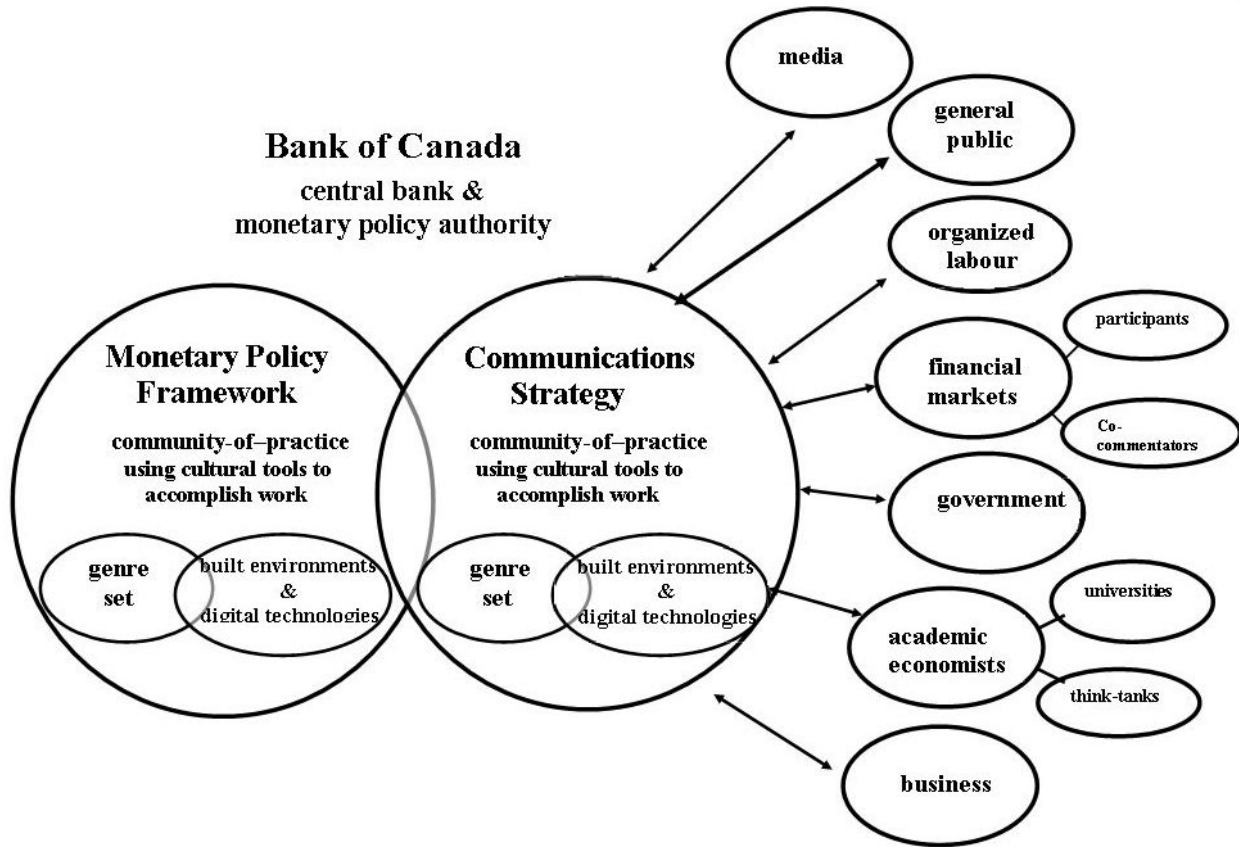 media
general
public
Bank of Canada
central bank &
monetary policy authority
organized
labour
participants
financial
markets
Co-
commentators
Monetary Policy
Framework
community-of–practice
using cultural tools to
accomplish work
genre
set
built environments
&
digital technologies
Communications
Strategy
community-of–practice
using cultural tools to
accomplish work
genre
set
built environments
&
digital technologies
government
universities
academic
economists
think-tanks
business